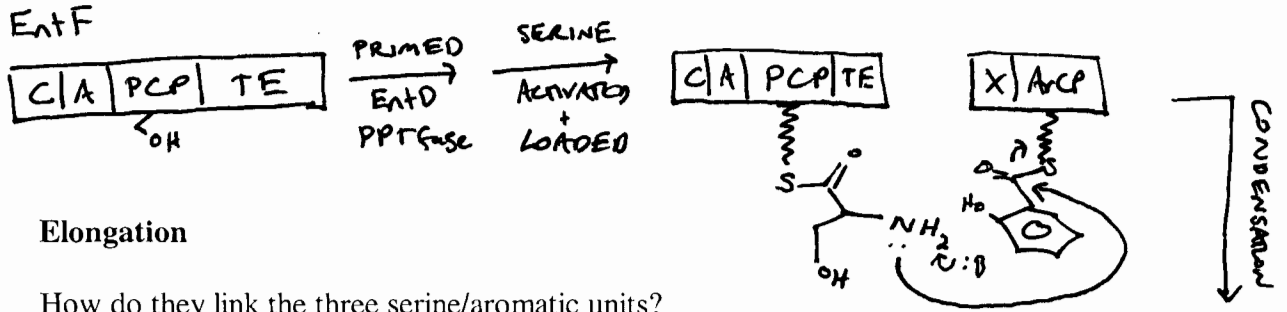 EntF
C | A | PCP | TE
OH
PRIMED
EntD
PPTase
SERINE
ACTIVATED
+
LOADED
C | A | PCP | TE
S
O
NH2
OH
:B
X | ArCP
S
O
HO
CONDENSATION
Elongation
How do they link the three serine/aromatic units?